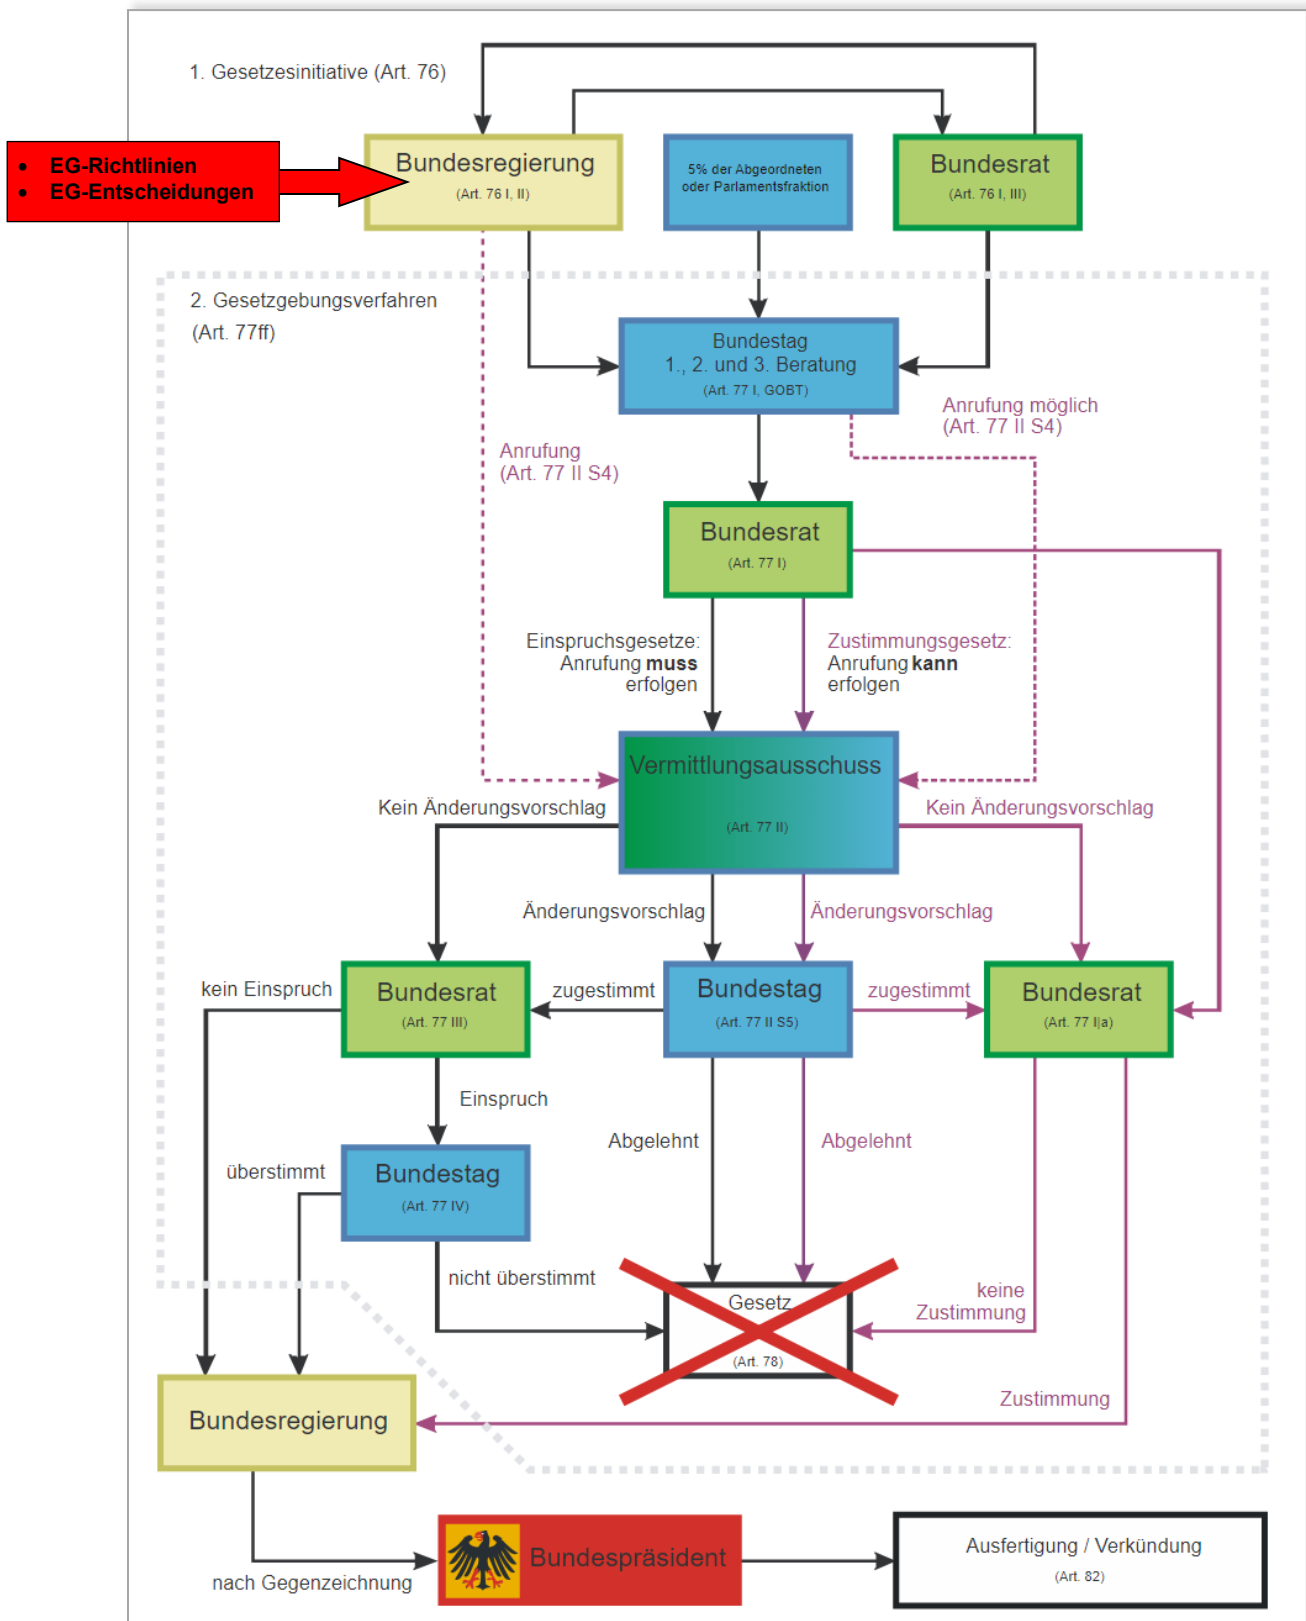 1. Gesetzesinitiative (Art. 76)
• EG-Richtlinien
• EG-Entscheidungen
Bundesregierung
(Art. 76 I, II)
5% der Abgeordneten
oder Parlamentsfraktion
Bundesrat
(Art. 76 I, III)
2. Gesetzgebungsverfahren
(Art. 77ff)
Bundestag
1., 2. und 3. Beratung
(Art. 77 I, GOBT)
Anrufung möglich
(Art. 77 II S4)
Anrufung
(Art. 77 II S4)
Bundesrat
(Art. 77 I)
Einspruchsgesetze:
Anrufung muss
erfolgen
Zustimmungsgesetz:
Anrufung kann
erfolgen
Vermittlungsausschuss
(Art. 77 II)
Kein Änderungsvorschlag
Kein Änderungsvorschlag
Änderungsvorschlag
Änderungsvorschlag
kein Einspruch
Bundesrat
(Art. 77 III)
zugestimmt
Bundestag
(Art. 77 II S5)
zugestimmt
Bundesrat
(Art. 77 I|a)
Einspruch
Abgelehnt
Abgelehnt
überstimmt
Bundestag
(Art. 77 IV)
nicht überstimmt
Gesetz
(Art. 78)
keine
Zustimmung
Zustimmung
Bundesregierung
nach Gegenzeichnung
Bundespräsident
Ausfertigung / Verkündung
(Art. 82)